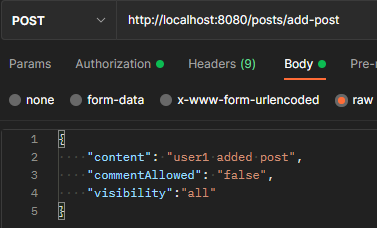 POST http://localhost:8080/posts/add-post
Params Authorization Headers (9) Body Pre
none form-data x-www-form-urlencoded raw
1 {
2 "content": "user1 added post",
3 "commentAllowed": "false",
4 "visibility":"all"
5 }